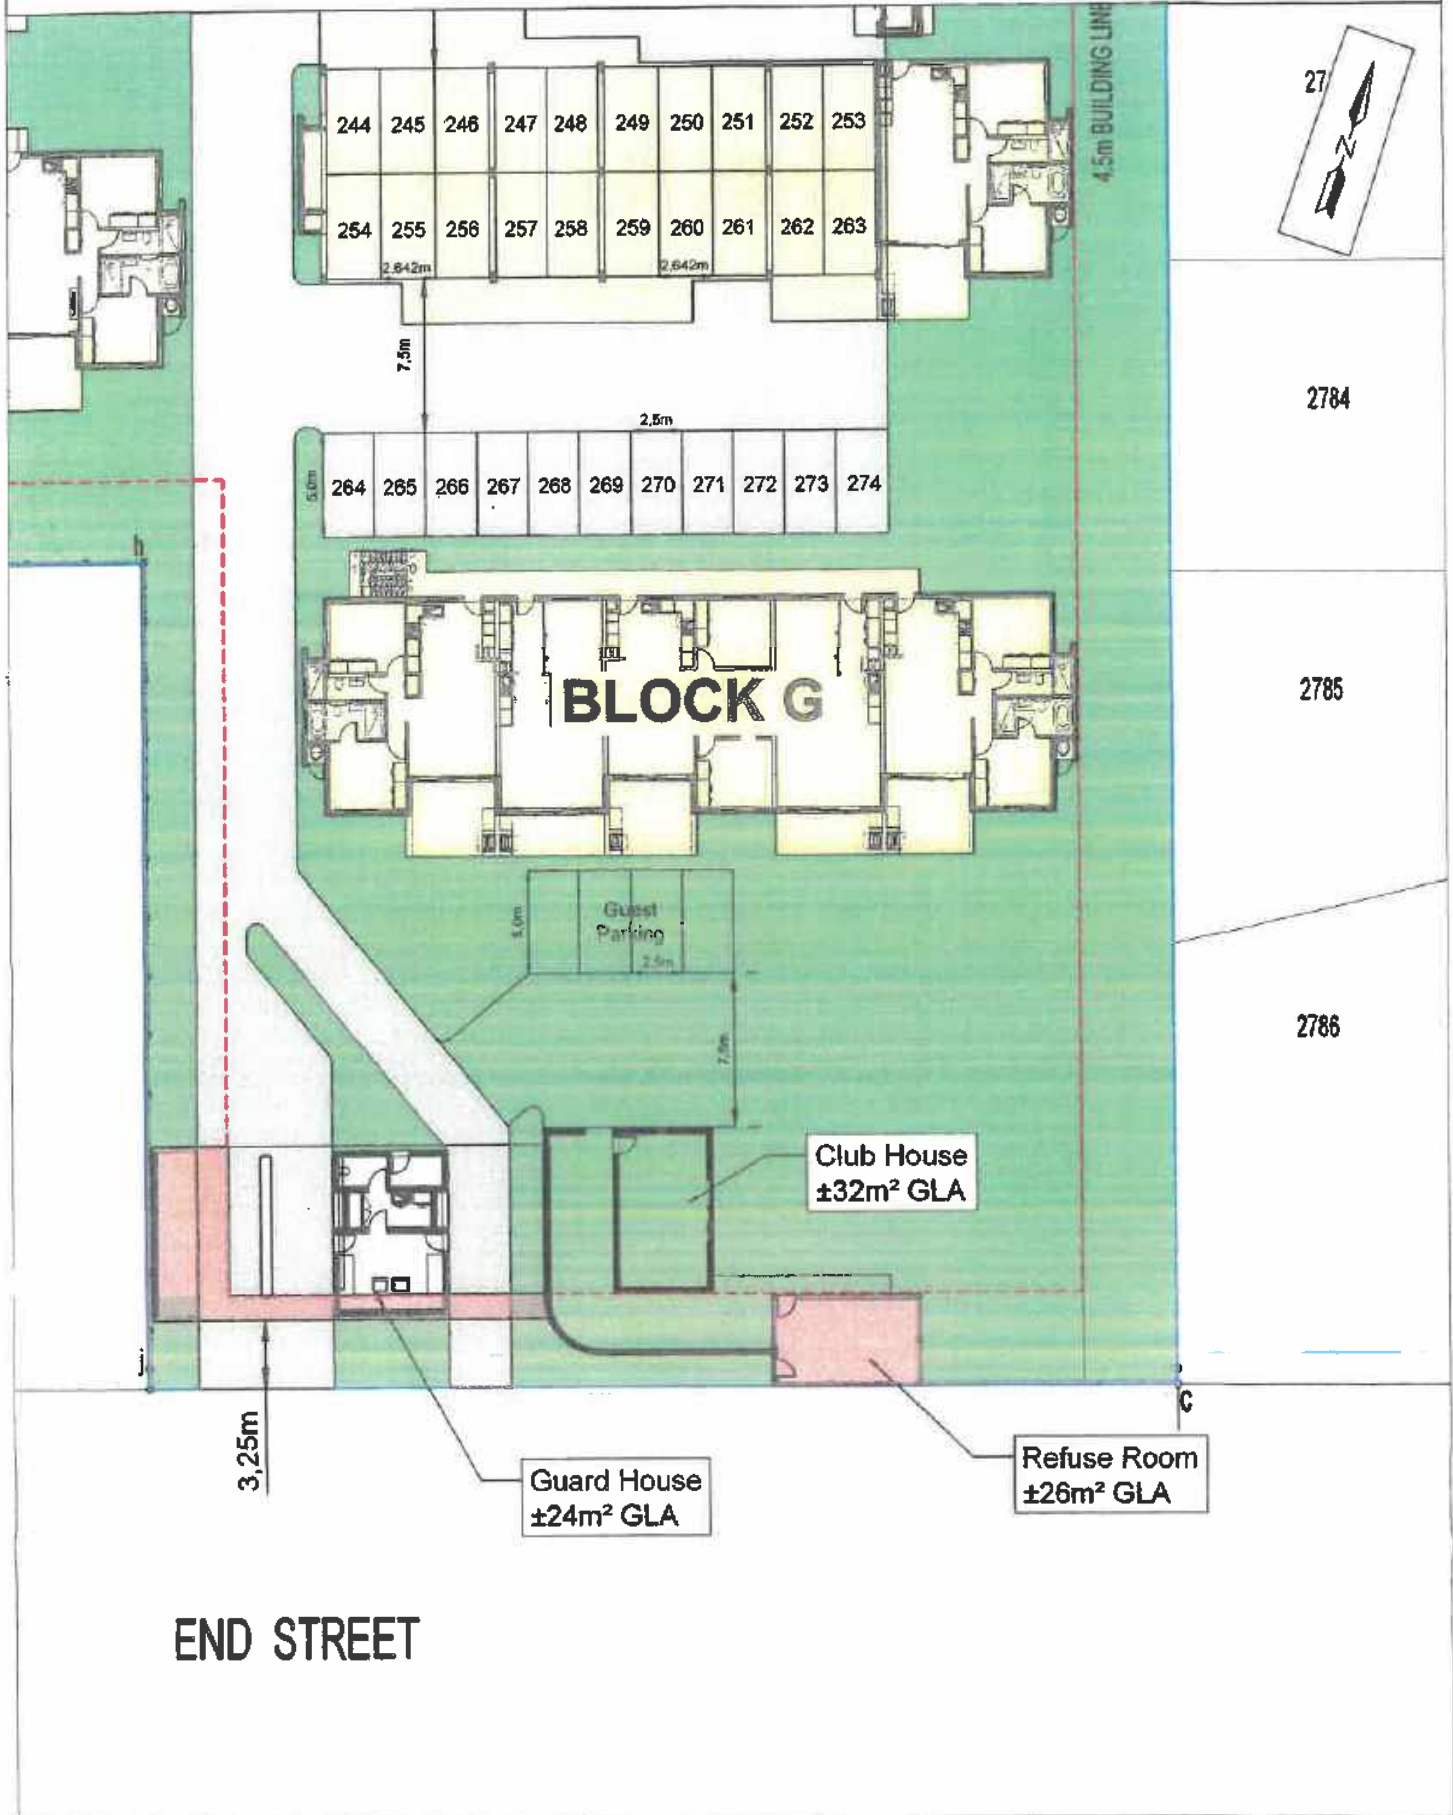 4.5m BUILDING LINE
27
N
244 245 246 247 248 249 250 251 252 253
254 255 256 257 258 259 260 261 262 263
2,642m 2,642m
7,5m
2784
2,5m
5,0m
264 265 266 267 268 269 270 271 272 273 274
BLOCK G
2785
Guest
Parking
5,0m
2,5m
7,5m
2786
Club House
±32m² GLA
C
3,25m
Guard House
±24m² GLA
Refuse Room
±26m² GLA
END STREET